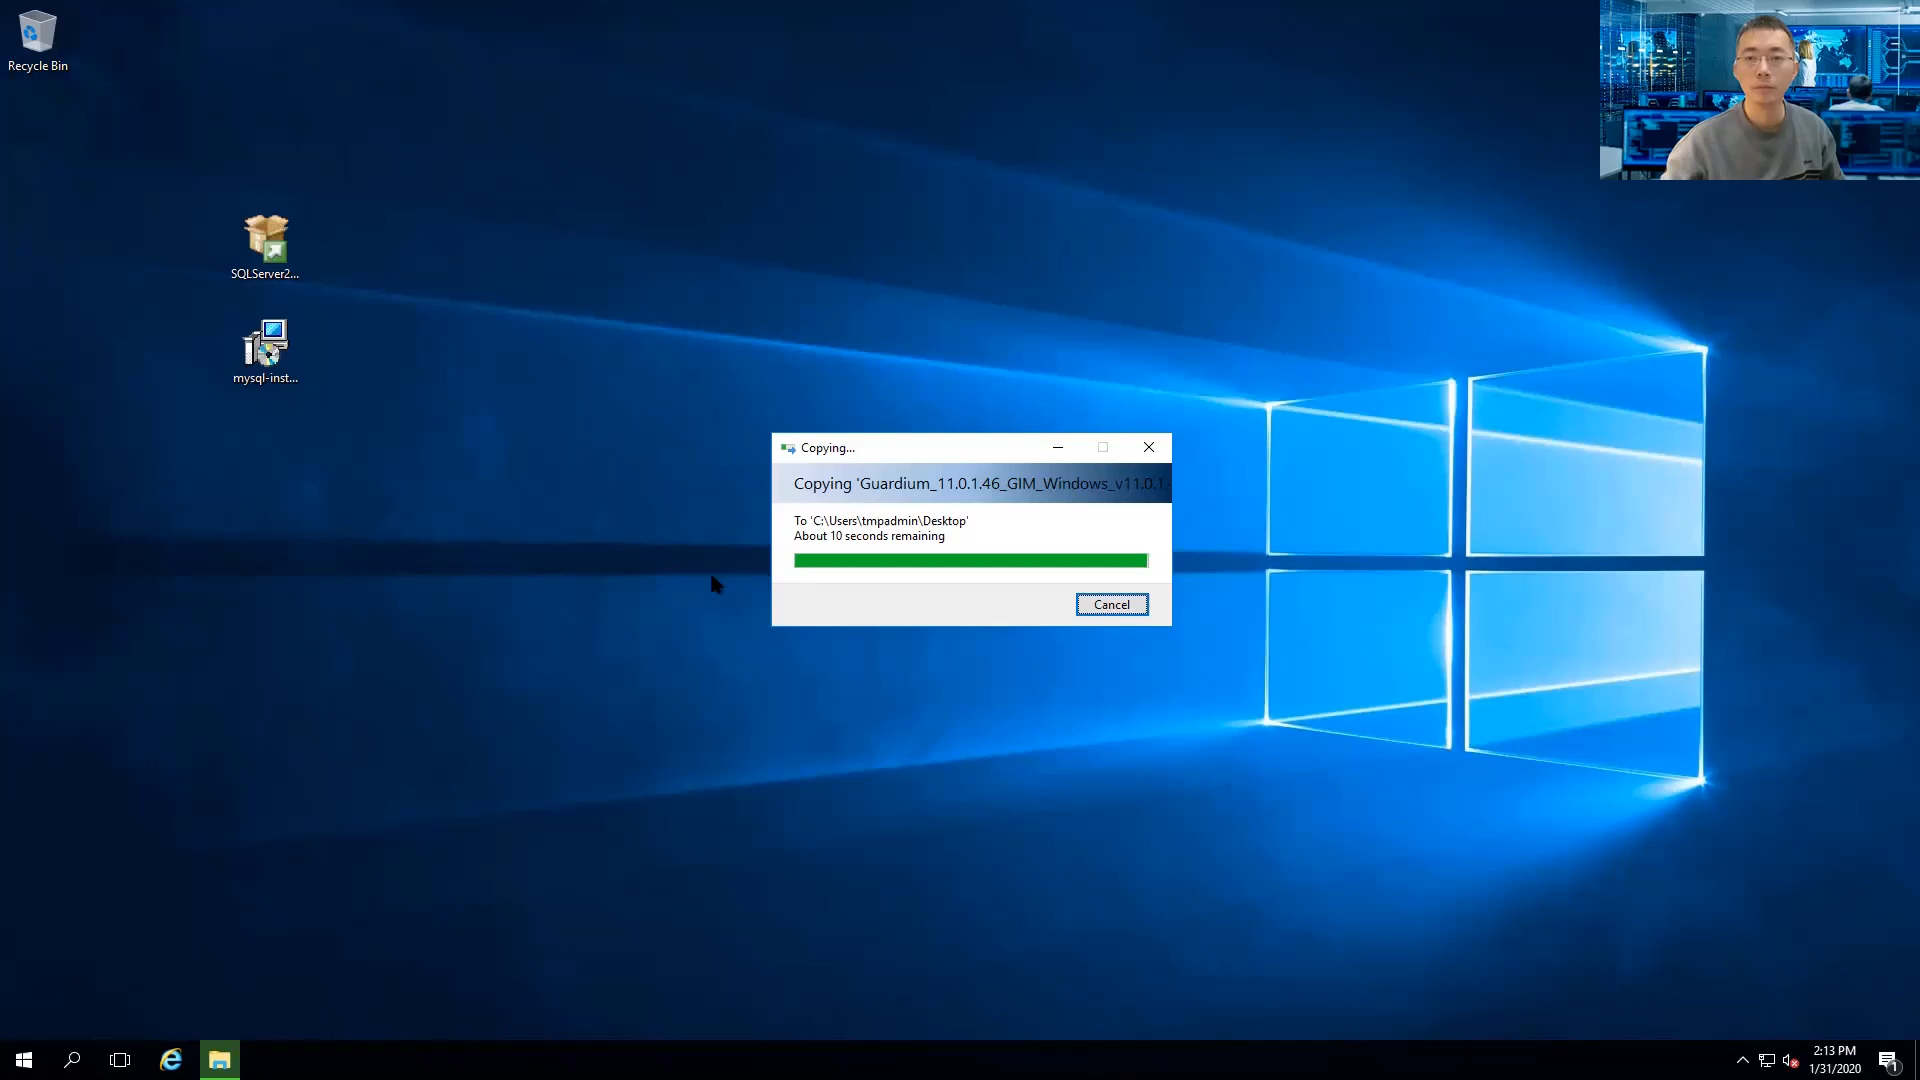 Recycle Bin
SQLServer2...
mysql-inst...
Copying...
Copying 'Guardium_11.0.1.46_GIM_Windows_v11.0.1
To 'C:\Users\tmpadmin\Desktop'
About 10 seconds remaining
Cancel
2:13 PM
1/31/2020
1